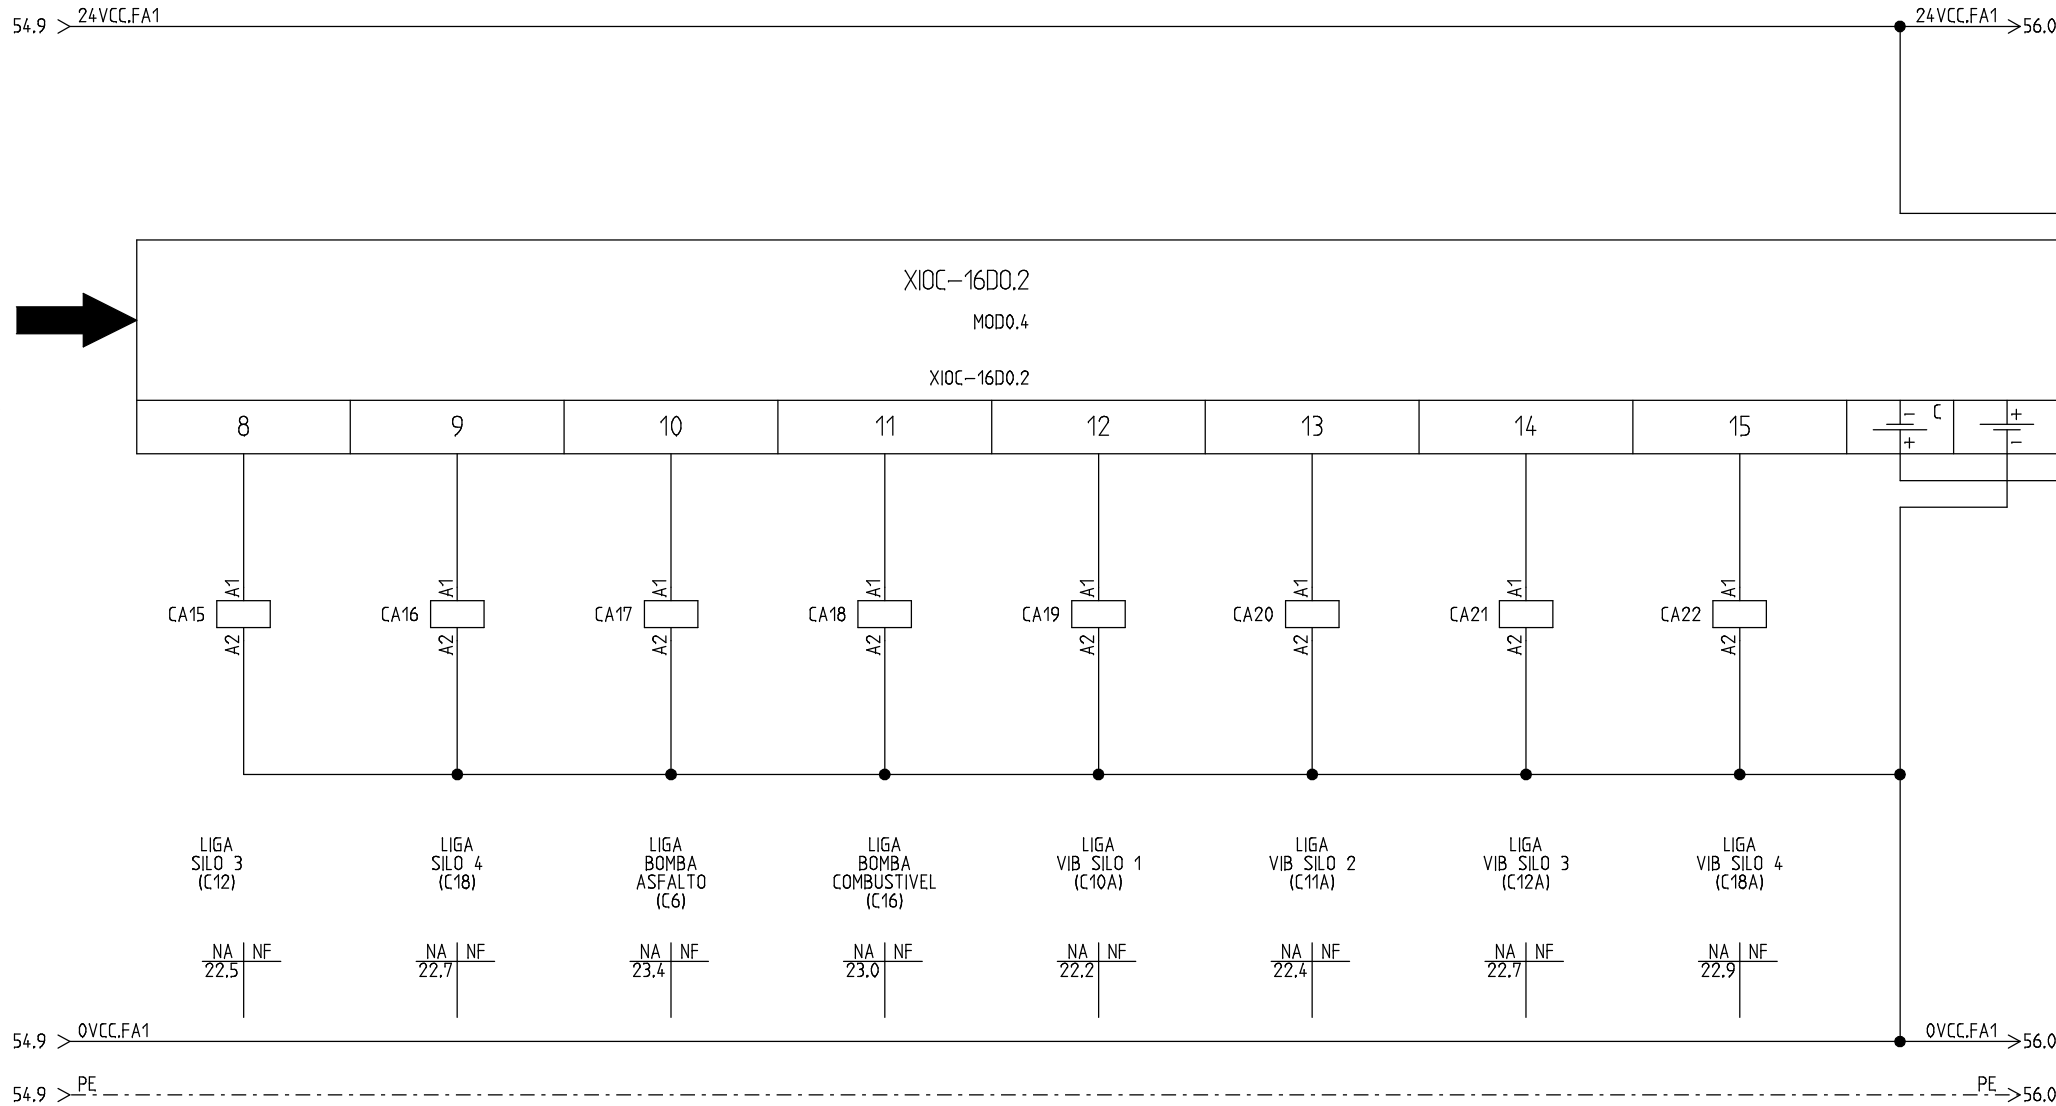 24VCC.FA1 24VCC.FA1
54.9 56.0
XIOC-16DO.2
MOD0.4
XIOC-16DO.2
8 9 10 11 12 13 14 15 - + C + -
A1 A1 A1 A1 A1 A1 A1 A1
CA15 CA16 CA17 CA18 CA19 CA20 CA21 CA22
A2 A2 A2 A2 A2 A2 A2 A2
LIGA
SILO 3
(C12)
LIGA
SILO 4
(C18)
LIGA
BOMBA
ASFALTO
(C6)
LIGA
BOMBA
COMBUSTIVEL
(C16)
LIGA
VIB SILO 1
(C10A)
LIGA
VIB SILO 2
(C11A)
LIGA
VIB SILO 3
(C12A)
LIGA
VIB SILO 4
(C18A)
NA NF NA NF NA NF NA NF NA NF NA NF NA NF NA NF
22.5 22.7 23.4 23.0 22.2 22.4 22.7 22.9
0VCC.FA1 0VCC.FA1
54.9 56.0
PE PE
54.9 56.0